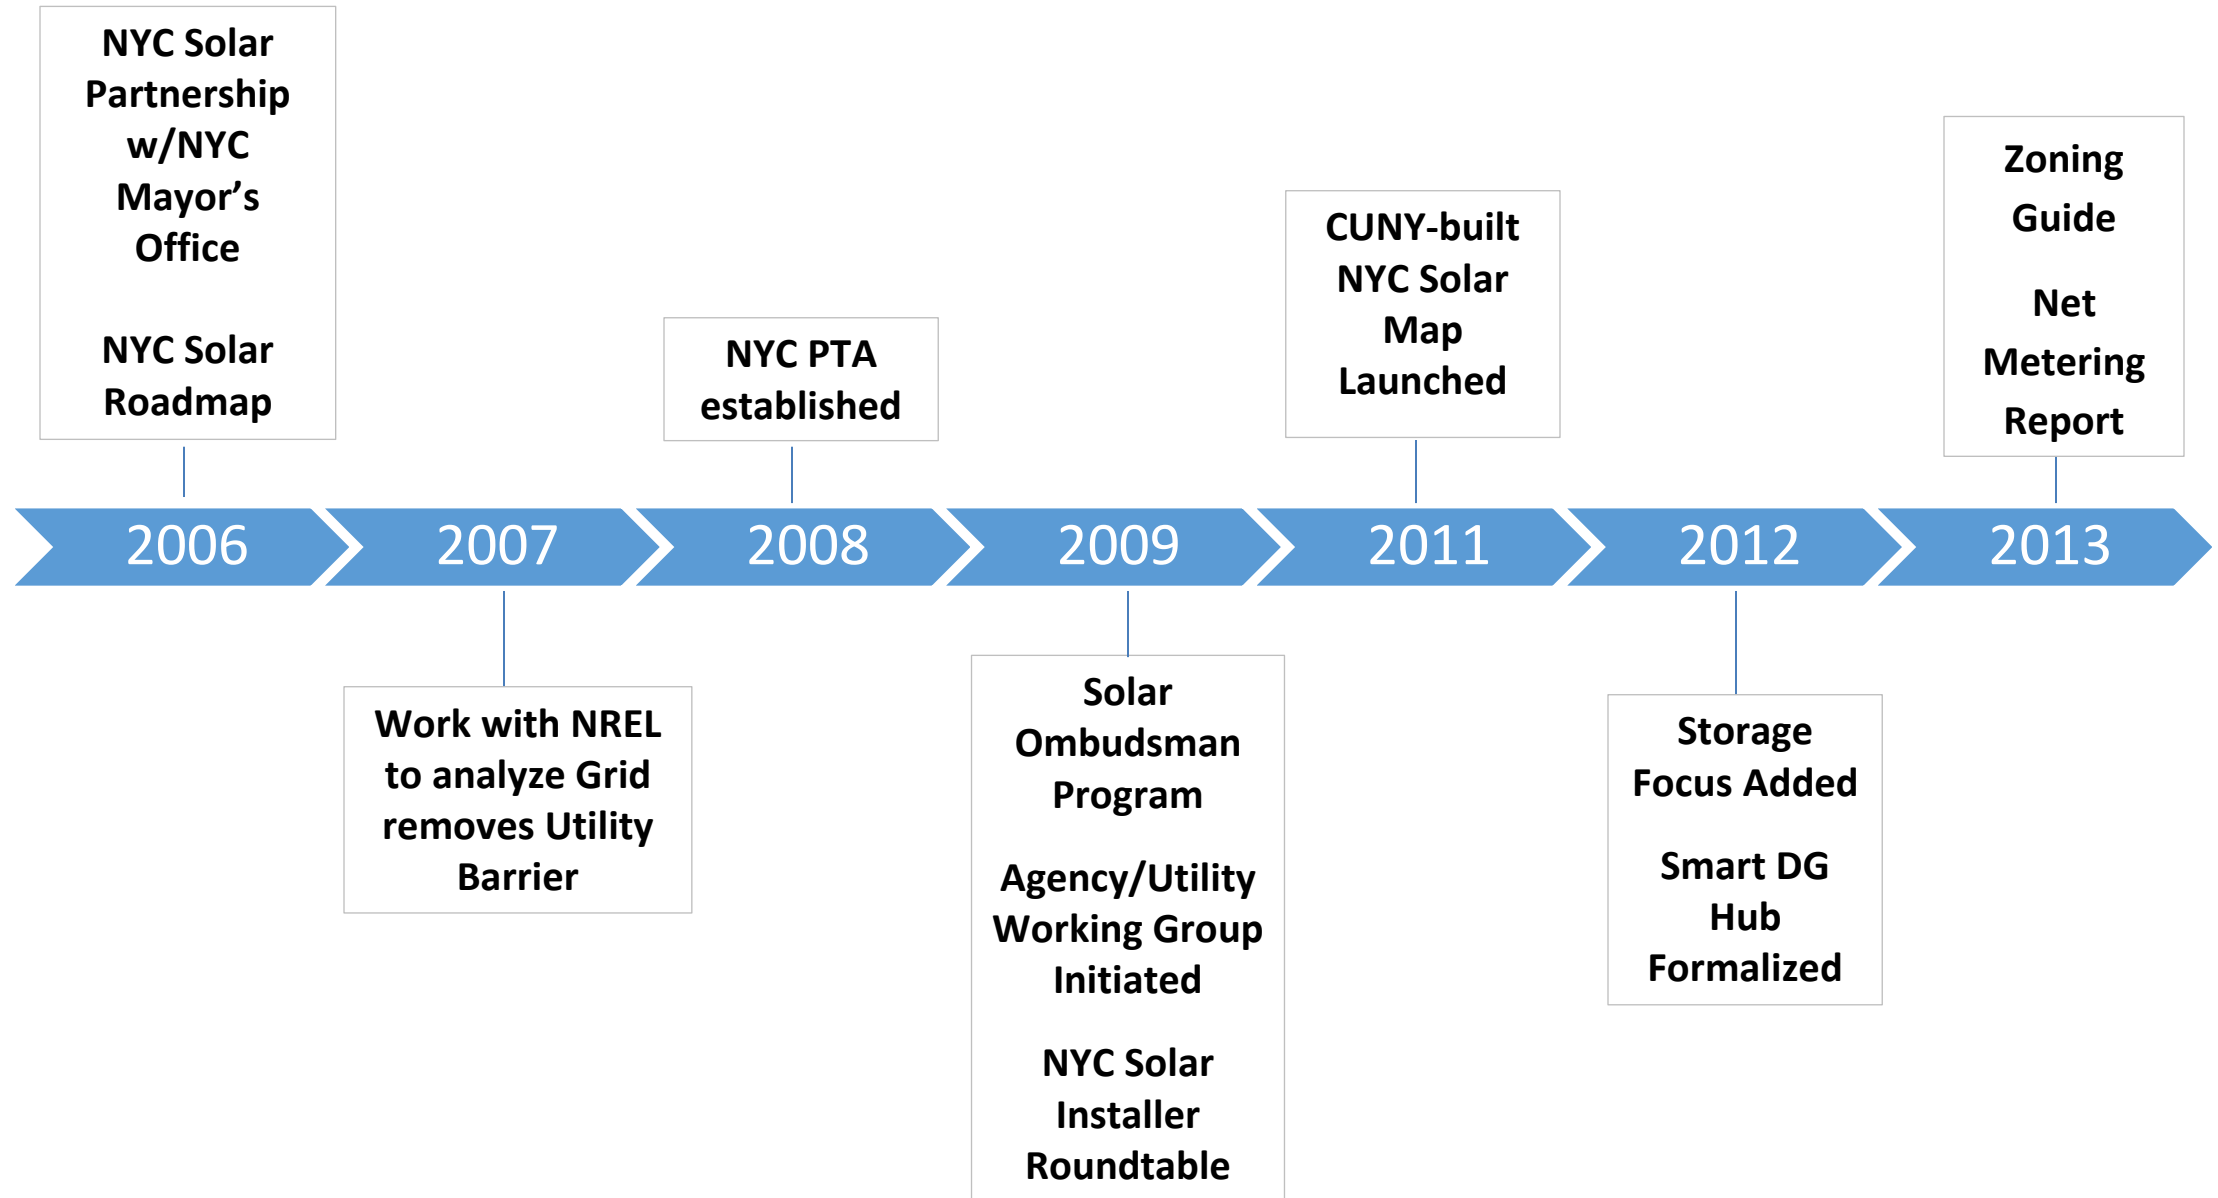 NYC Solar
Partnership
w/NYC
Mayor’s
Office
NYC Solar
Roadmap
NYC PTA
established
CUNY-built
NYC Solar
Map
Launched
Zoning
Guide
Net
Metering
Report
2006
2007
2008
2009
2011
2012
2013
Work with NREL
to analyze Grid
removes Utility
Barrier
Solar
Ombudsman
Program
Agency/Utility
Working Group
Initiated
NYC Solar
Installer
Roundtable
Storage
Focus Added
Smart DG
Hub
Formalized